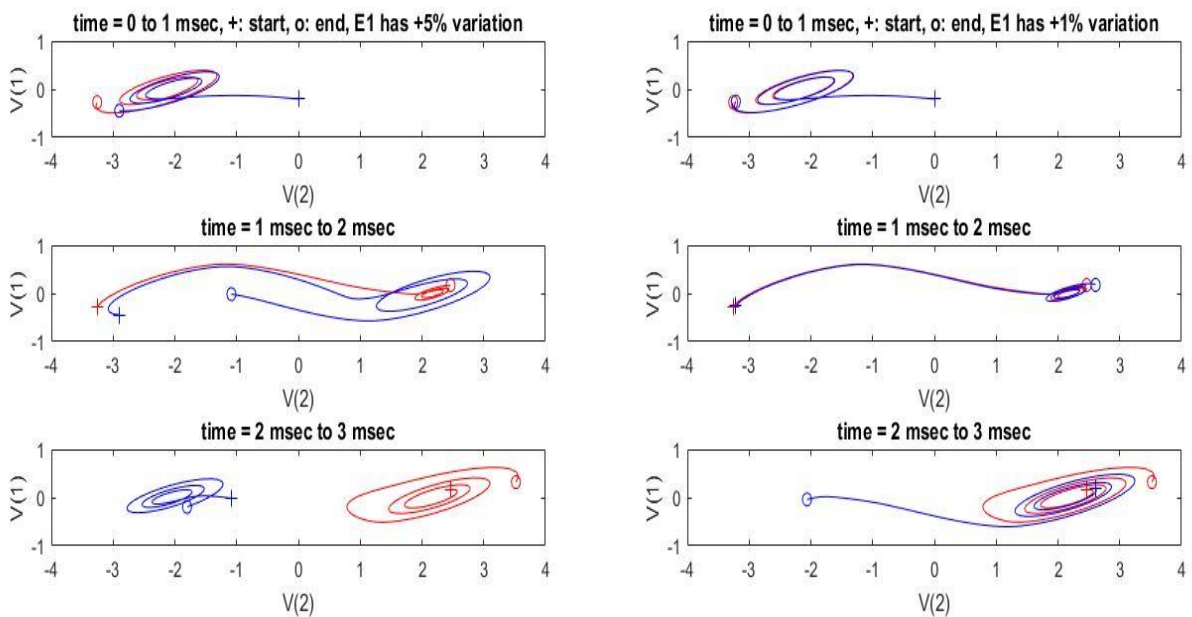 time = 0 to 1 msec, +: start, o: end, E1 has +5% variation
1
0
-1
V(1)
-4 -3 -2 -1 0 1 2 3 4
V(2)
time = 1 msec to 2 msec
1
0
-1
V(1)
-4 -3 -2 -1 0 1 2 3 4
V(2)
time = 2 msec to 3 msec
1
0
-1
V(1)
-4 -3 -2 -1 0 1 2 3 4
V(2)
time = 0 to 1 msec, +: start, o: end, E1 has +1% variation
1
0
-1
V(1)
-4 -3 -2 -1 0 1 2 3 4
V(2)
time = 1 msec to 2 msec
1
0
-1
V(1)
-4 -3 -2 -1 0 1 2 3 4
V(2)
time = 2 msec to 3 msec
1
0
-1
V(1)
-4 -3 -2 -1 0 1 2 3 4
V(2)